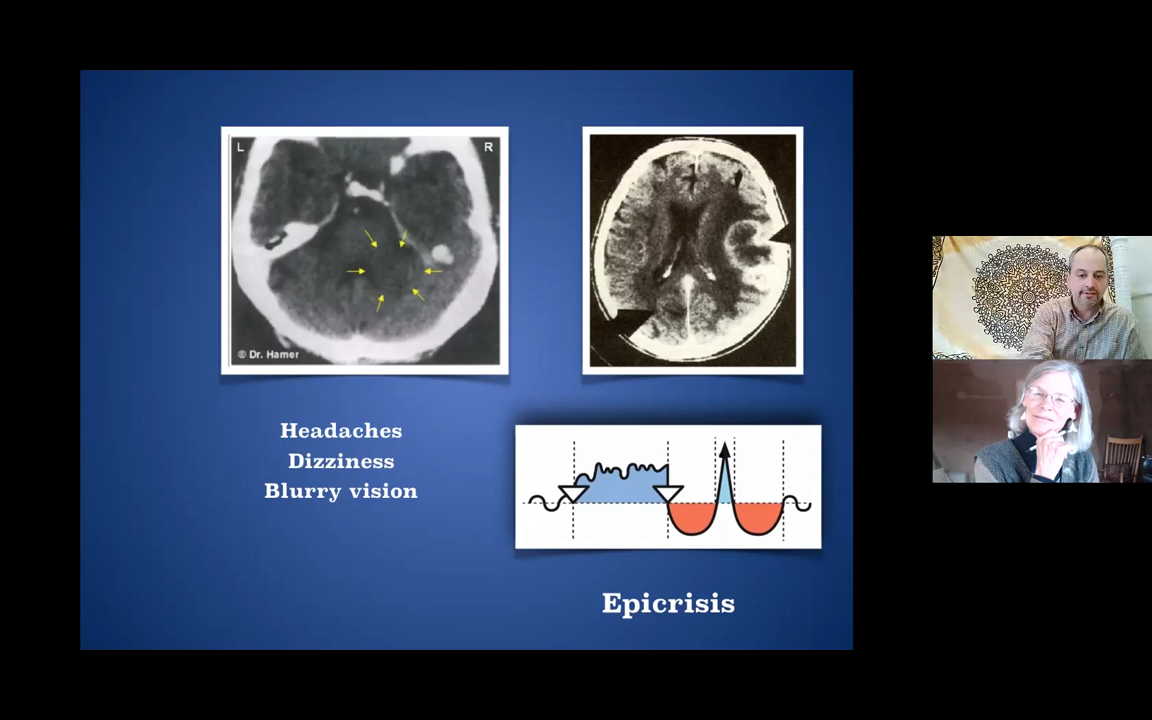 L
R
© Dr. Hamer
Headaches
Dizziness
Blurry vision
Epicrisis